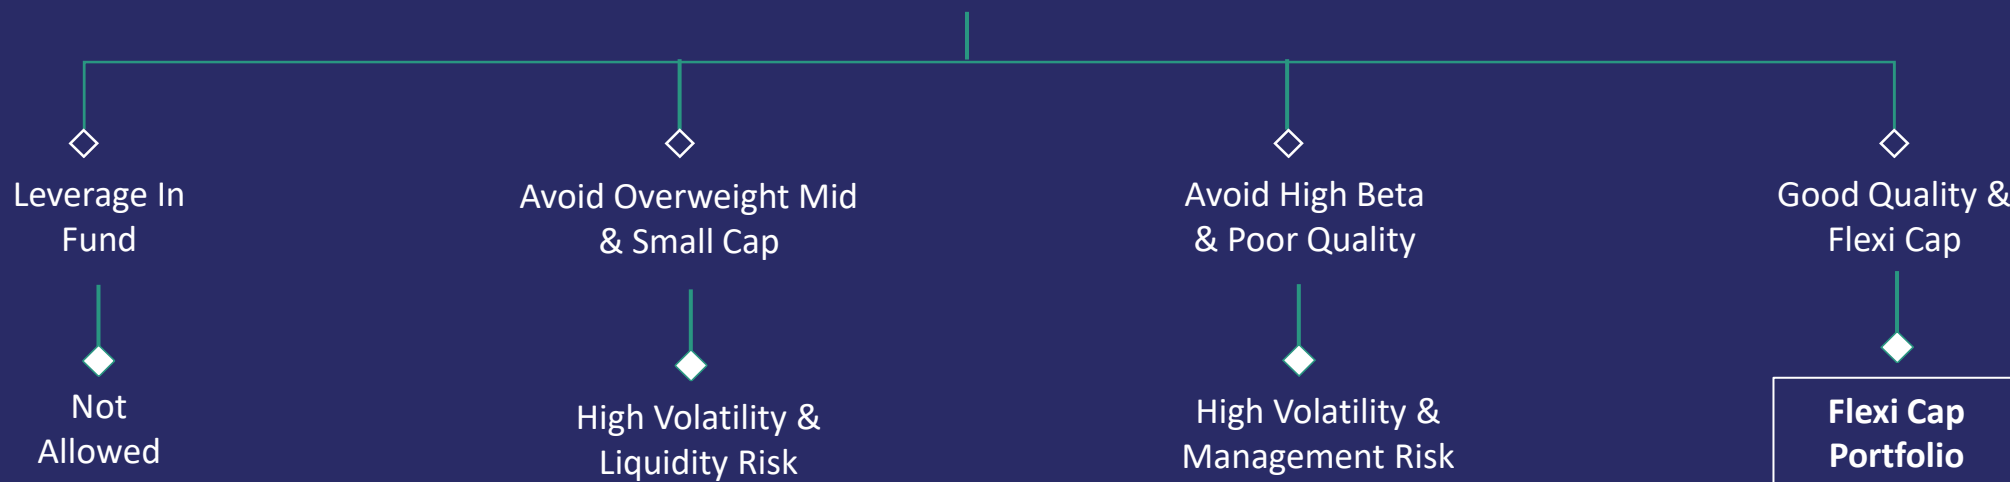 Leverage In
Fund
Not
Allowed
Avoid Overweight Mid
& Small Cap
High Volatility &
Liquidity Risk
Avoid High Beta
& Poor Quality
High Volatility &
Management Risk
Good Quality &
Flexi Cap
Flexi Cap
Portfolio